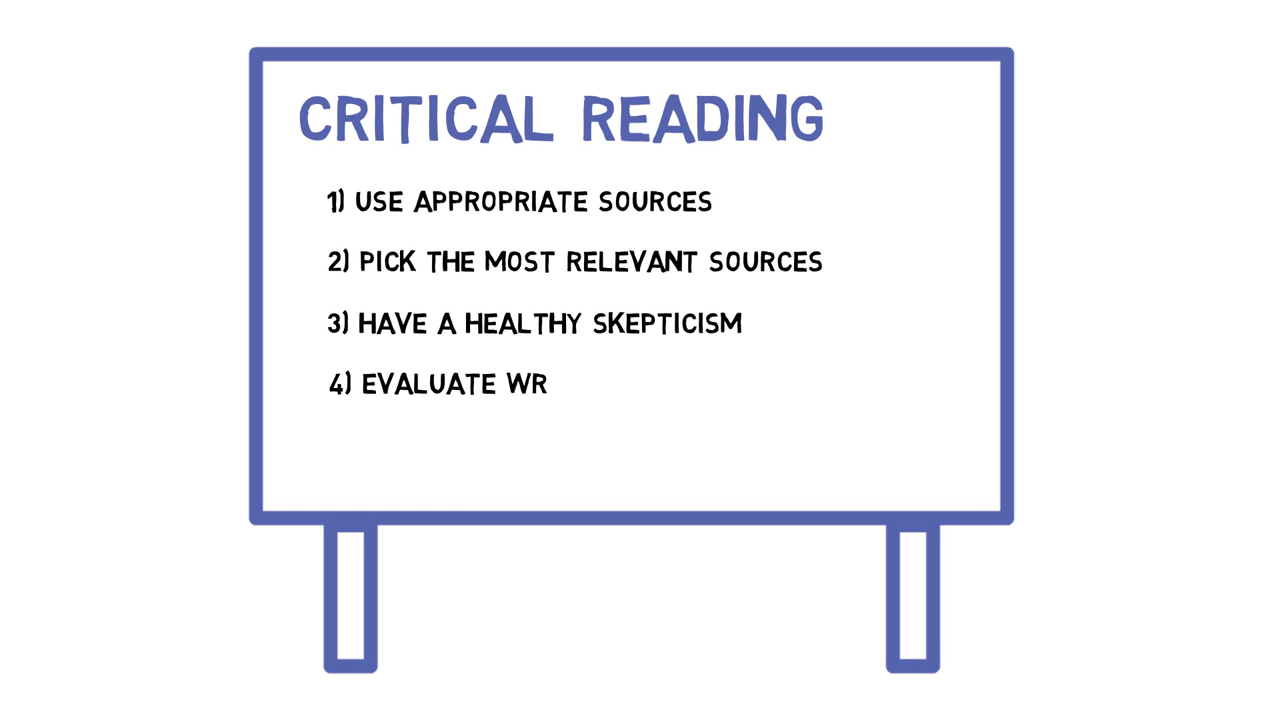 CRITICAL READING
1) USE APPROPRIATE SOURCES
2) PICK THE MOST RELEVANT SOURCES
3) HAVE A HEALTHY SKEPTICISM
4) EVALUATE WR